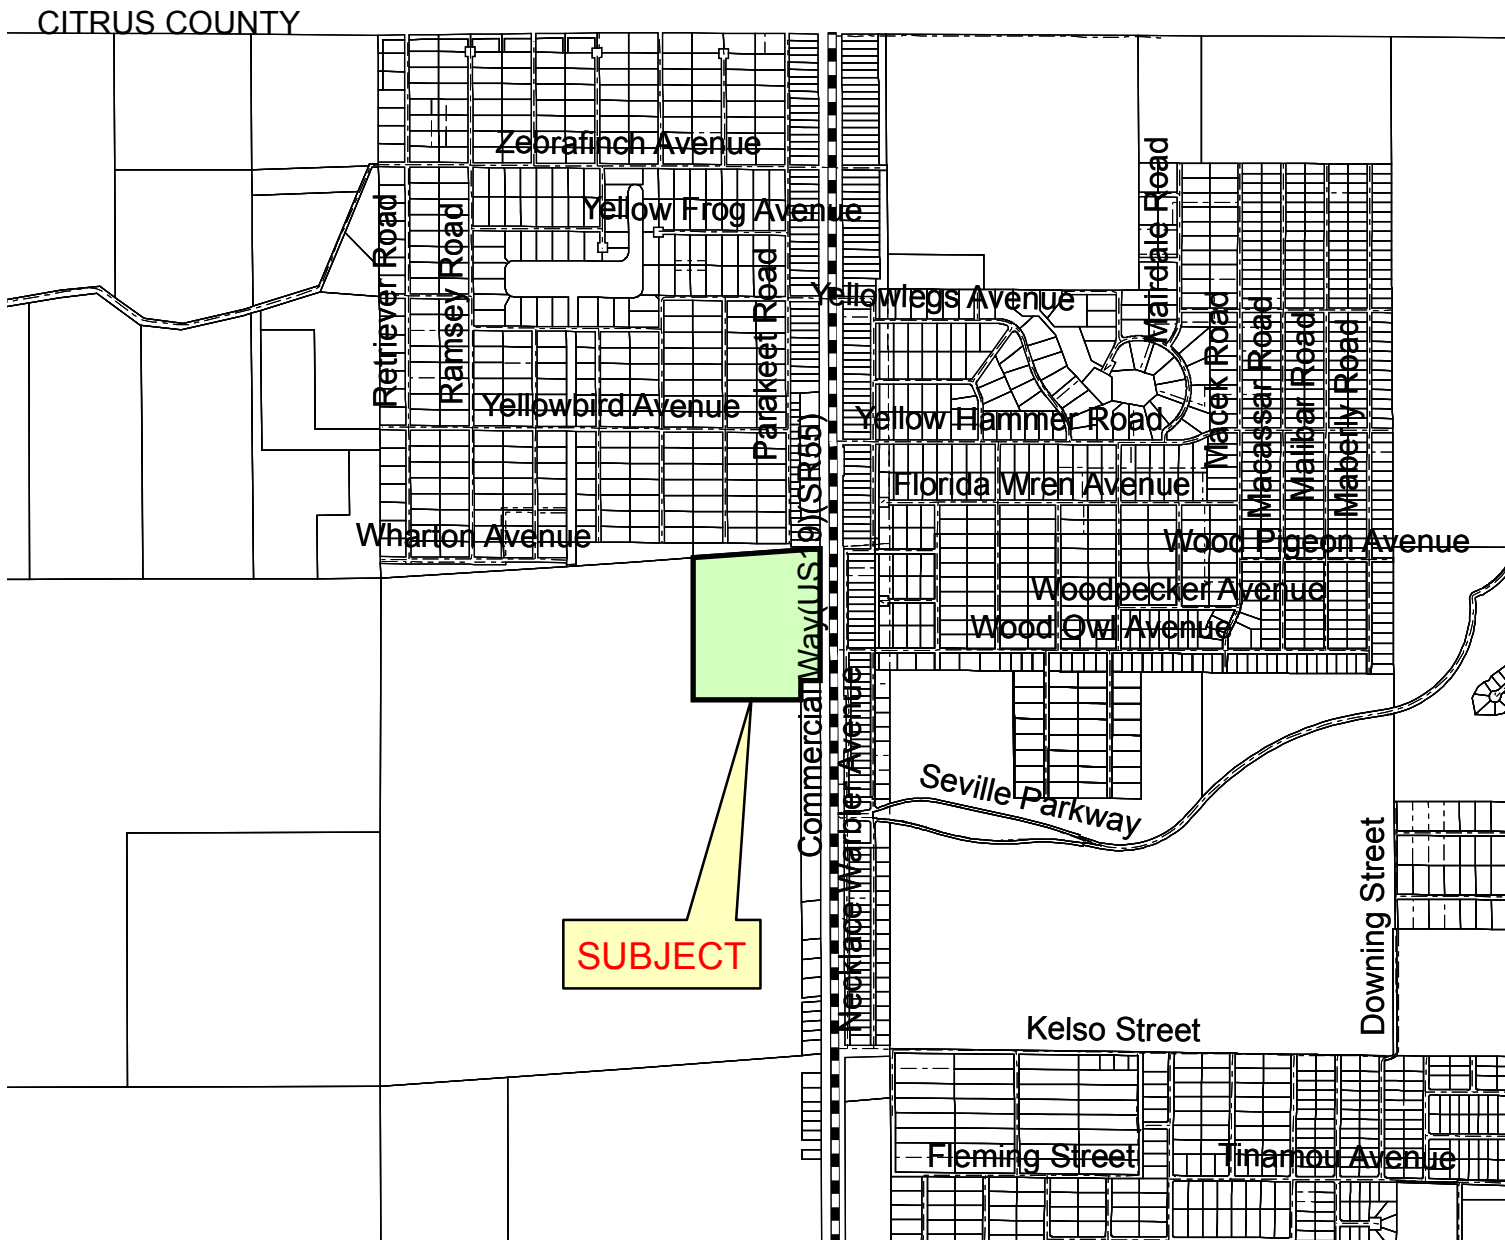 CITRUS COUNTY
Zebrafinch Avenue
Yellow Frog Avenue
Retriever Road
Ramsey Road
Parakeet Road
Mairdale Road
Yellowlegs Avenue
Macek Road
Macassar Road
Malibar Road
Maberly Road
Yellowbird Avenue
Yellow Hammer Road
Florida Wren Avenue
Wharton Avenue
Wood Pigeon Avenue
Woodpecker Avenue
Wood Owl Avenue
Commercial Way(US19)(SR55)
Necklace Warbler Avenue
Seville Parkway
Downing Street
SUBJECT
Kelso Street
Fleming Street
Tinamou Avenue